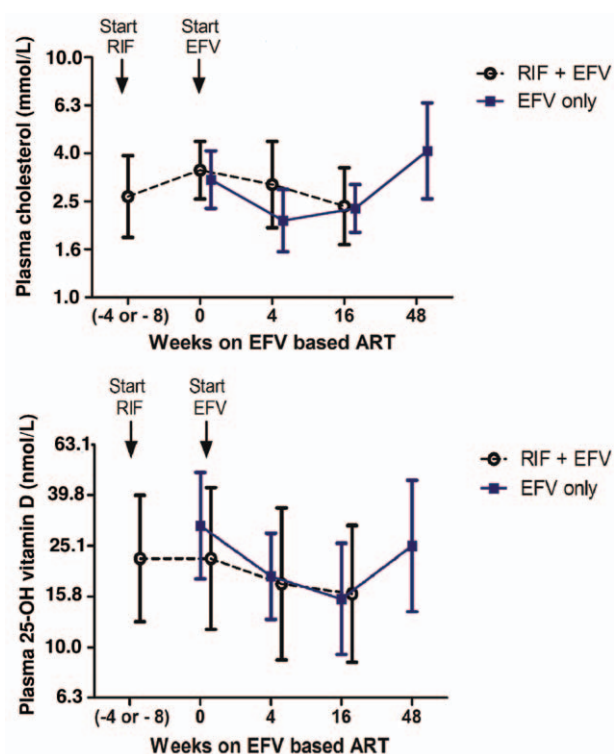 Start
RIF
Start
EFV
Plasma cholesterol (mmol/L)
10.0
6.3
4.0
2.5
1.6
1.0
RIF + EFV
EFV only
(-4 or - 8) 0 4 16 48
Weeks on EFV based ART
Start
RIF
Start
EFV
Plasma 25-OH vitamin D (nmol/L)
63.1
39.8
25.1
15.8
10.0
6.3
RIF + EFV
EFV only
(-4 or - 8) 0 4 16 48
Weeks on EFV based ART